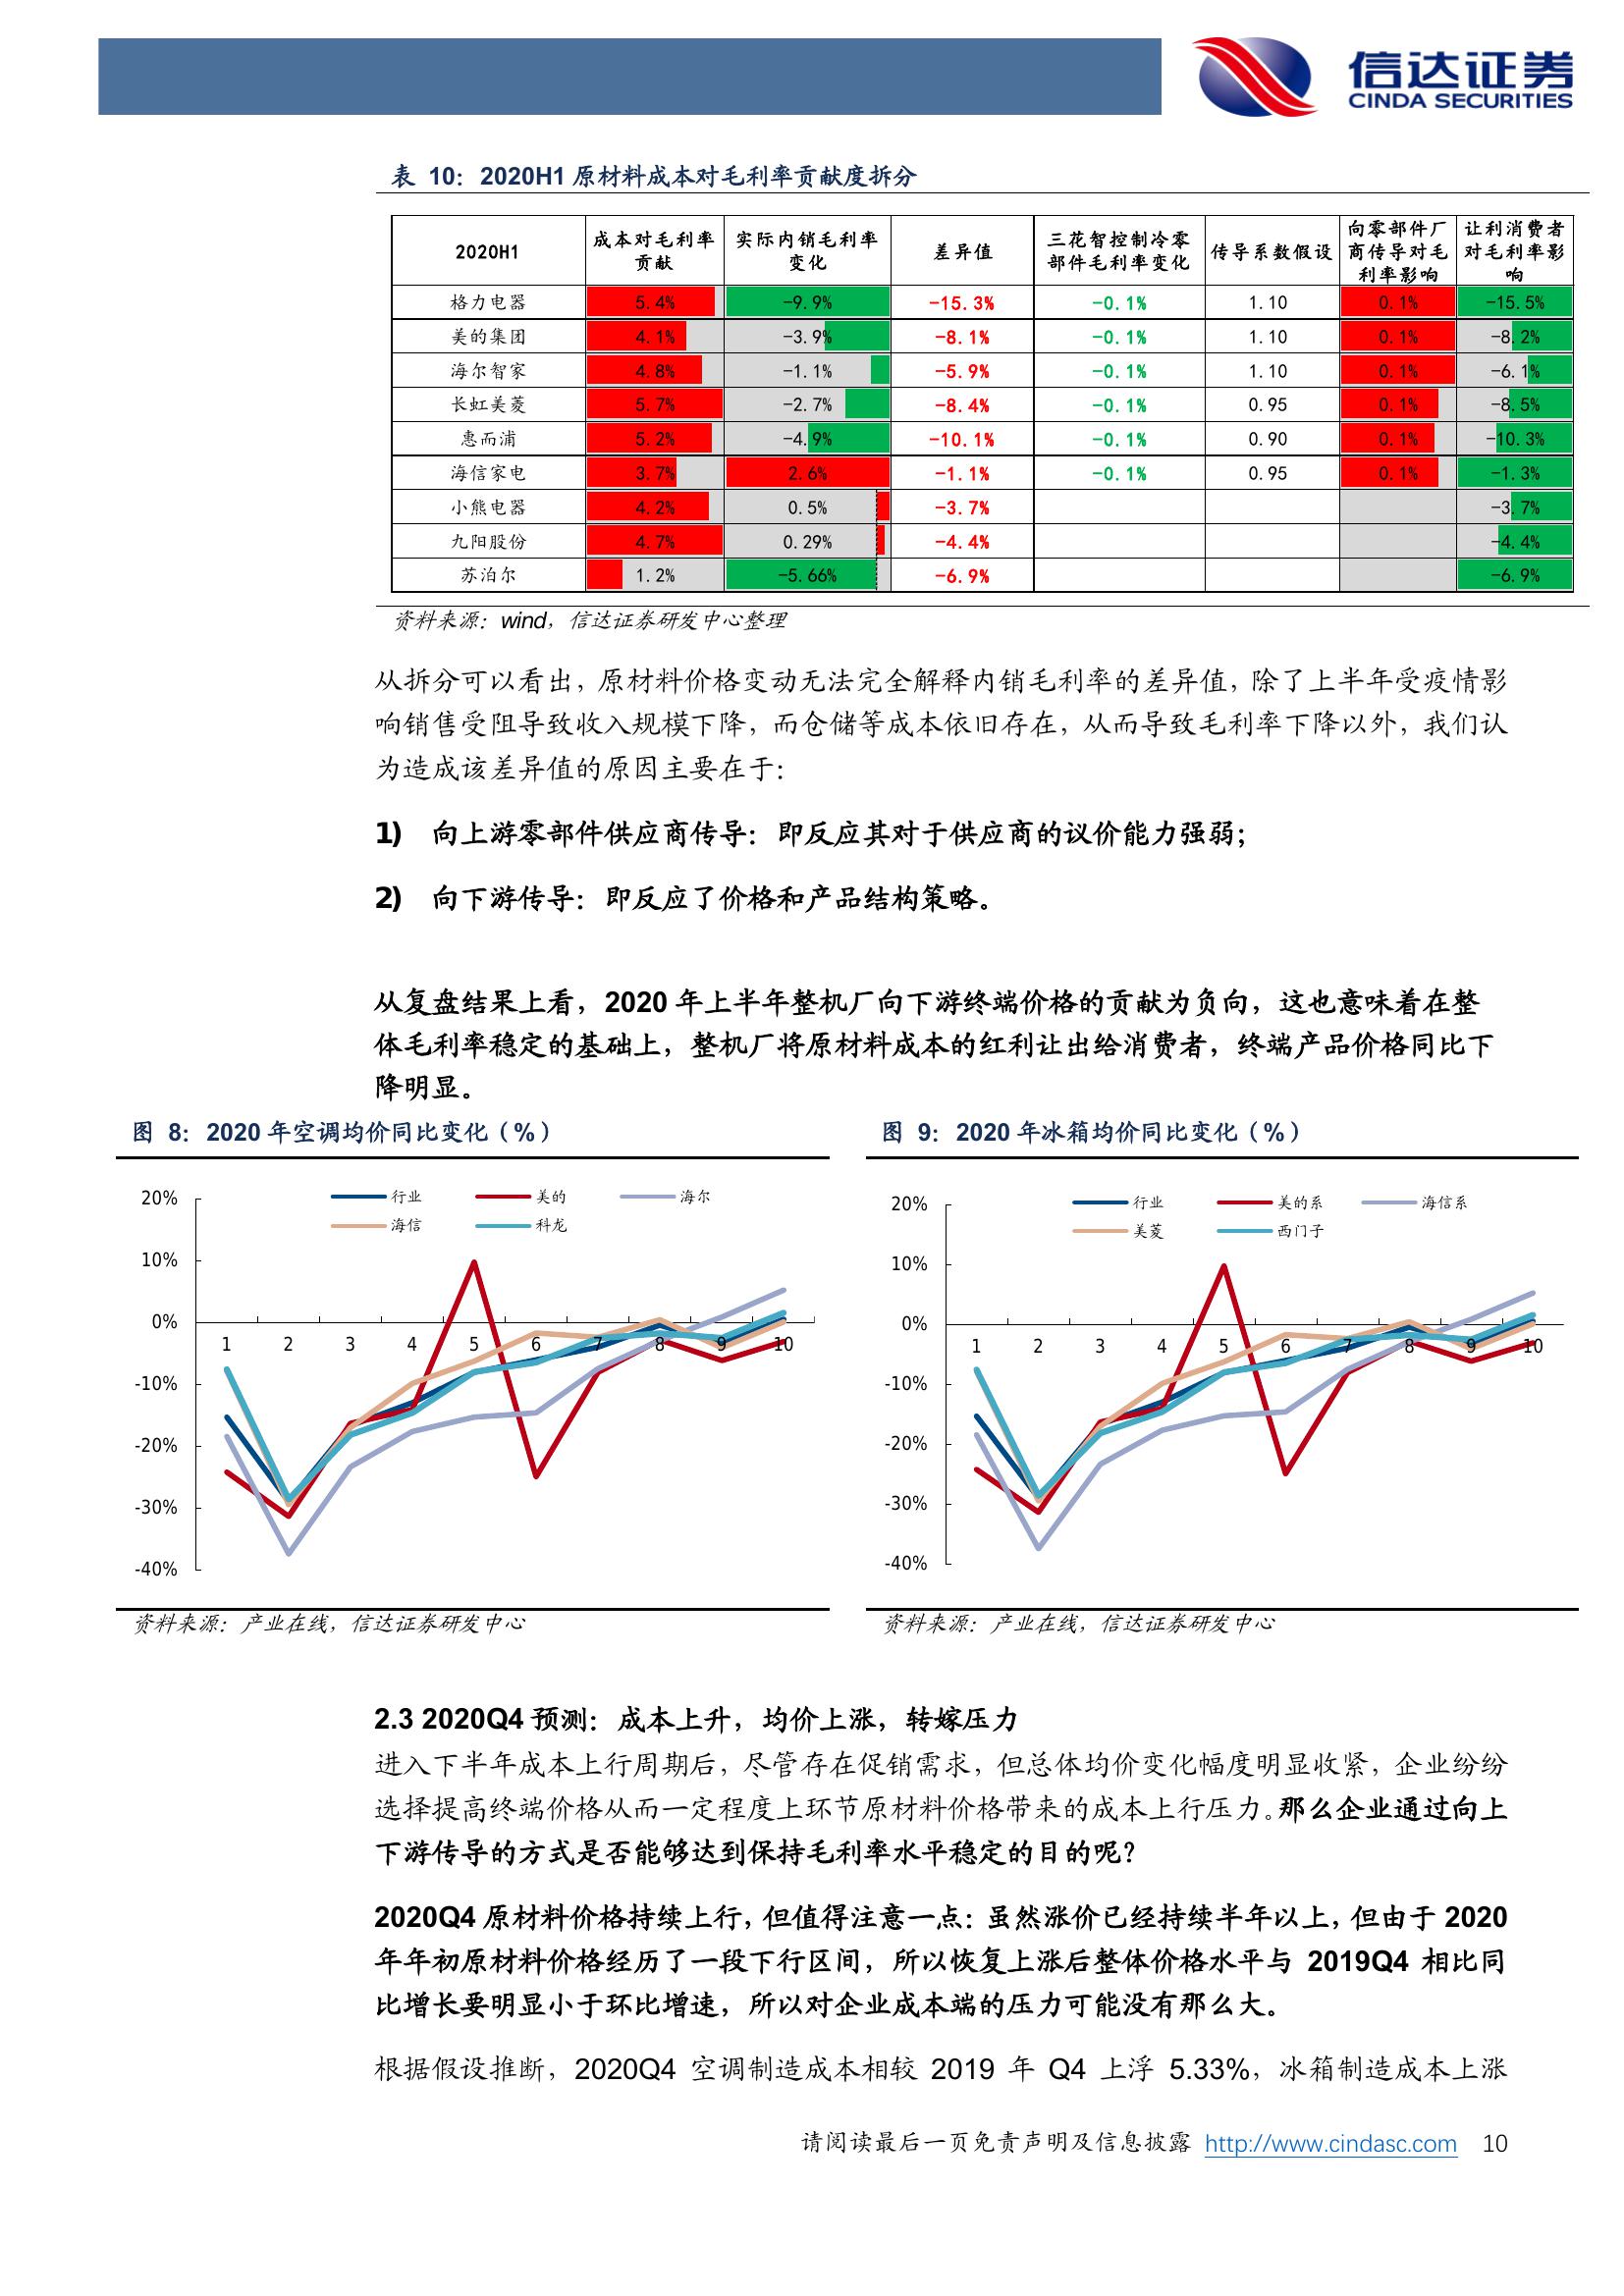 信达证券
CINDA SECURITIES
表 10：2020H1 原材料成本对毛利率贡献度拆分
2020H1 成本对毛利率贡献 实际内销毛利率变化 差异值 三花智控制冷零部件毛利率变化 传导系数假设 向零部件厂商传导对毛利率影响 让利消费者对毛利率影响
格力电器 5.4% -9.9% -15.3% -0.1% 1.10 0.1% -15.5%
美的集团 4.1% -3.9% -8.1% -0.1% 1.10 0.1% -8.2%
海尔智家 4.8% -1.1% -5.9% -0.1% 1.10 0.1% -6.1%
长虹美菱 5.7% -2.7% -8.4% -0.1% 0.95 0.1% -8.5%
惠而浦 5.2% -4.9% -10.1% -0.1% 0.90 0.1% -10.3%
海信家电 3.7% 2.6% -1.1% -0.1% 0.95 0.1% -1.3%
小熊电器 4.2% 0.5% -3.7% -3.7%
九阳股份 4.7% 0.29% -4.4% -4.4%
苏泊尔 1.2% -5.66% -6.9% -6.9%
资料来源：wind，信达证券研发中心整理
从拆分可以看出，原材料价格变动无法完全解释内销毛利率的差异值，除了上半年受疫情影
响销售受阻导致收入规模下降，而仓储等成本依旧存在，从而导致毛利率下降以外，我们认
为造成该差异值的原因主要在于：
1) 向上游零部件供应商传导：即反应其对于供应商的议价能力强弱；
2) 向下游传导：即反应了价格和产品结构策略。
从复盘结果上看，2020 年上半年整机厂向下游终端价格的贡献为负向，这也意味着在整
体毛利率稳定的基础上，整机厂将原材料成本的红利让出给消费者，终端产品价格同比下
降明显。
图 8：2020 年空调均价同比变化（%）
行业 美的 海尔
海信 科龙
20%
10%
0%
-10%
-20%
-30%
-40%
1 2 3 4 5 6 7 8 9 10
资料来源：产业在线，信达证券研发中心
图 9：2020 年冰箱均价同比变化（%）
行业 美的系 海信系
美菱 西门子
20%
10%
0%
-10%
-20%
-30%
-40%
1 2 3 4 5 6 7 8 9 10
资料来源：产业在线，信达证券研发中心
2.3 2020Q4 预测：成本上升，均价上涨，转嫁压力
进入下半年成本上行周期后，尽管存在促销需求，但总体均价变化幅度明显收紧，企业纷纷
选择提高终端价格从而一定程度上环节原材料价格带来的成本上行压力。那么企业通过向上
下游传导的方式是否能够达到保持毛利率水平稳定的目的呢？
2020Q4 原材料价格持续上行，但值得注意一点：虽然涨价已经持续半年以上，但由于 2020
年年初原材料价格经历了一段下行区间，所以恢复上涨后整体价格水平与 2019Q4 相比同
比增长要明显小于环比增速，所以对企业成本端的压力可能没有那么大。
根据假设推断，2020Q4 空调制造成本相较 2019 年 Q4 上浮 5.33%，冰箱制造成本上涨
请阅读最后一页免责声明及信息披露 http://www.cindasc.com 10